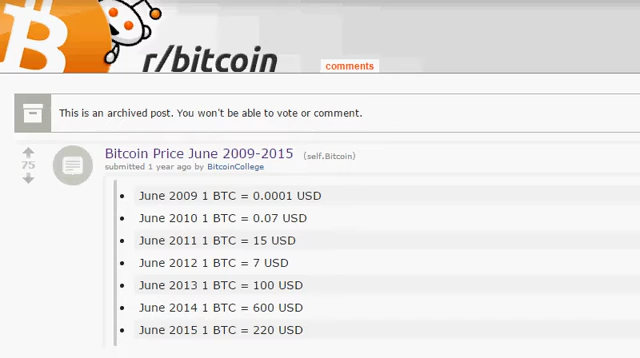 r/bitcoin
comments
This is an archived post. You won't be able to vote or comment.
75
Bitcoin Price June 2009-2015 (self.Bitcoin)
submitted 1 year ago by BitcoinCollege
June 2009 1 BTC = 0.0001 USD
June 2010 1 BTC = 0.07 USD
June 2011 1 BTC = 15 USD
June 2012 1 BTC = 7 USD
June 2013 1 BTC = 100 USD
June 2014 1 BTC = 600 USD
June 2015 1 BTC = 220 USD